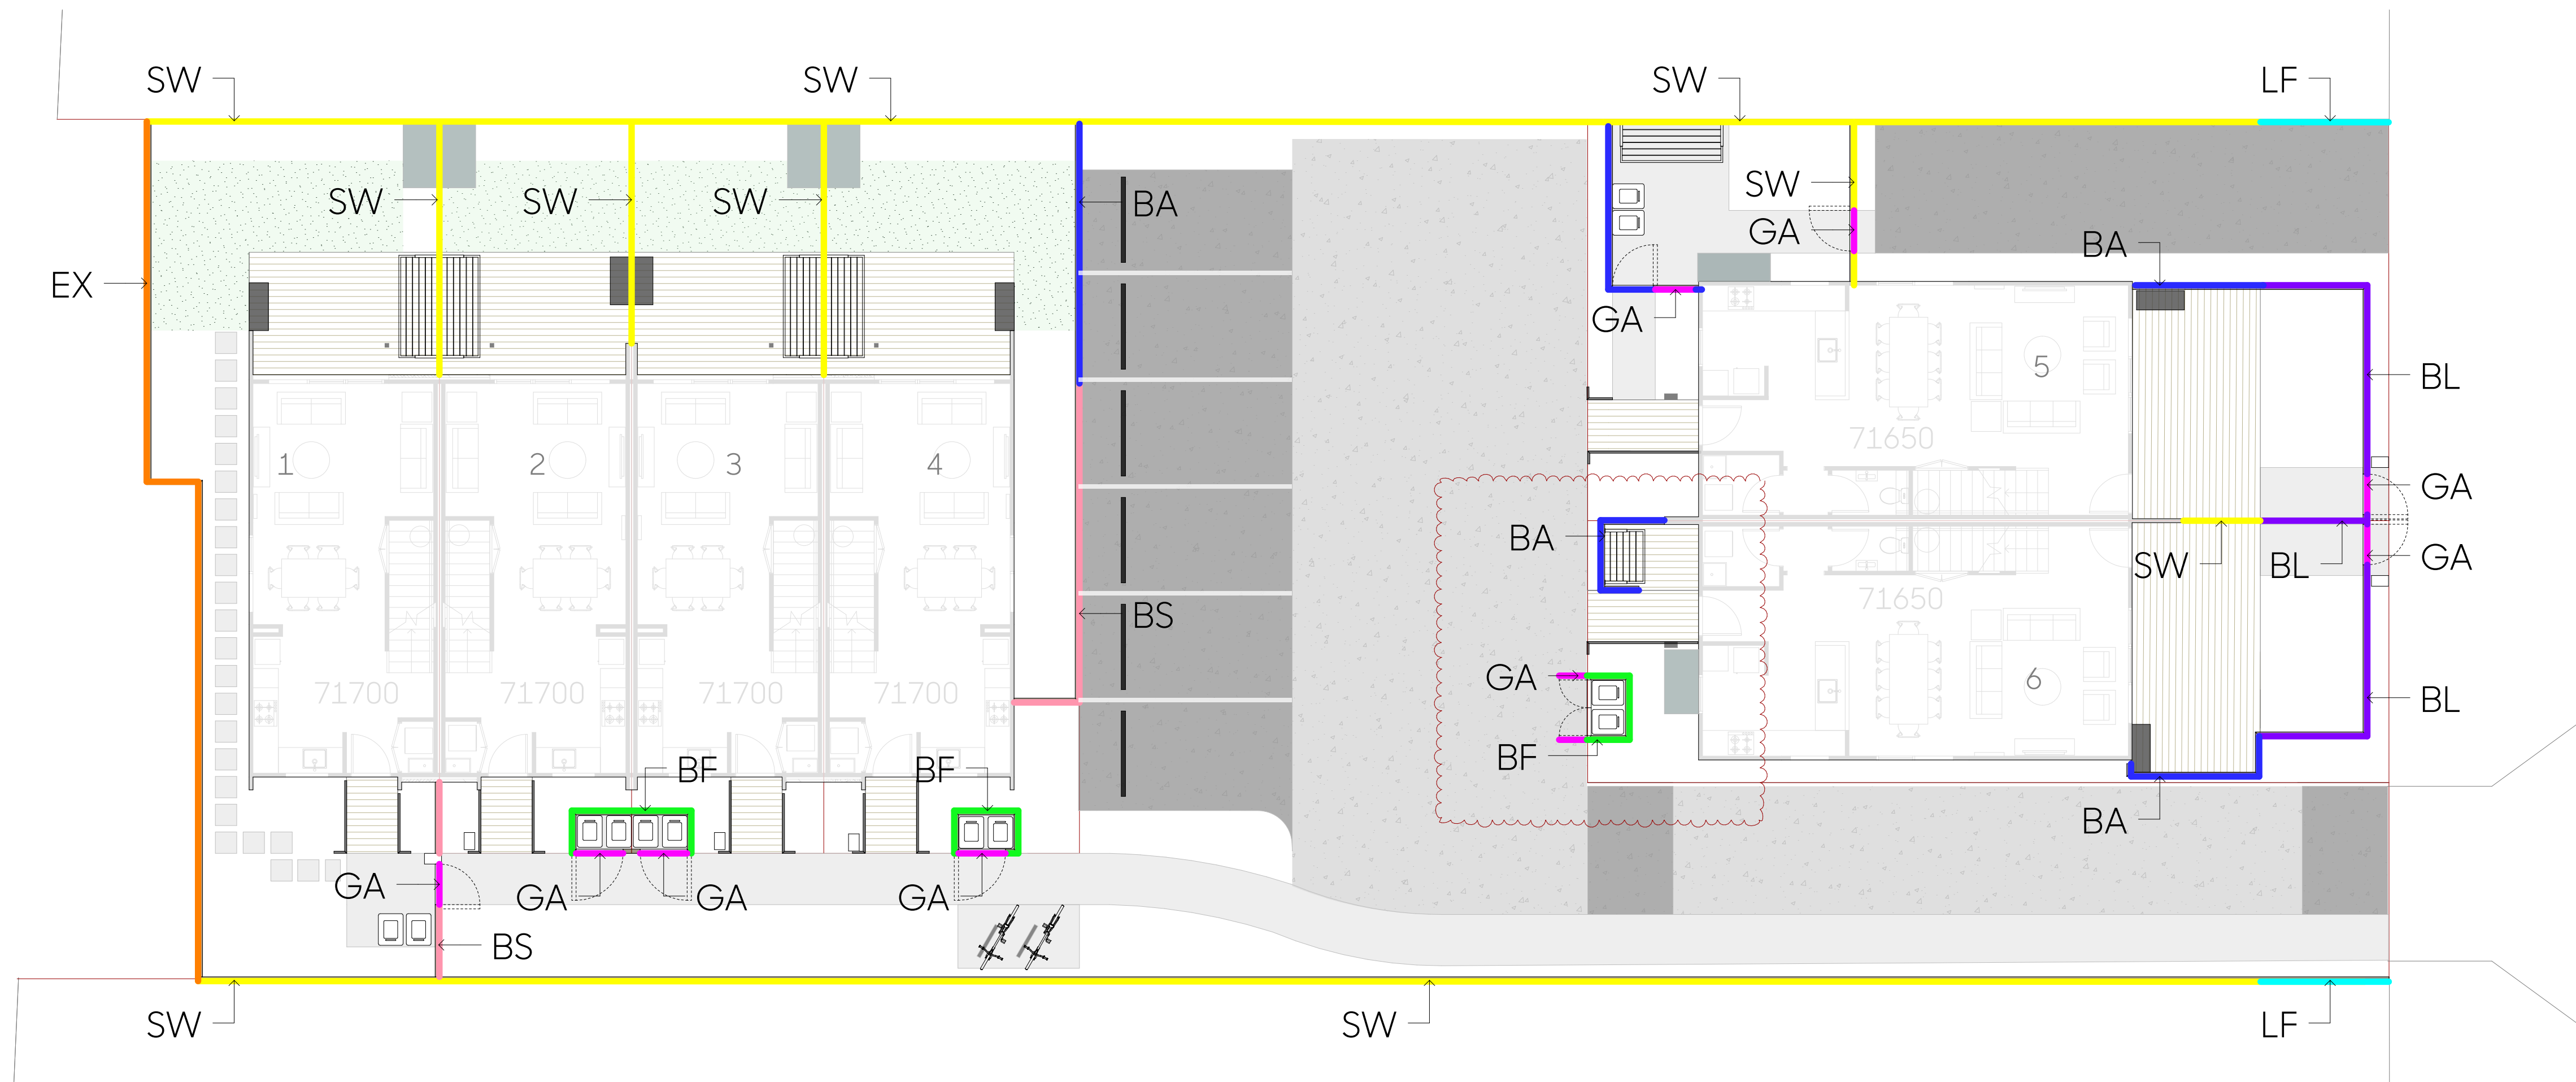 SW SW SW LF
SW SW SW BA SW
GA BA
EX
GA
5 BL
1 2 3 4 71650
GA
BA SW BL GA
71650
BS
GA 6
71700 71700 71700 71700 BL
BF BF BF
BA
GA GA GA GA
BS
SW SW LF